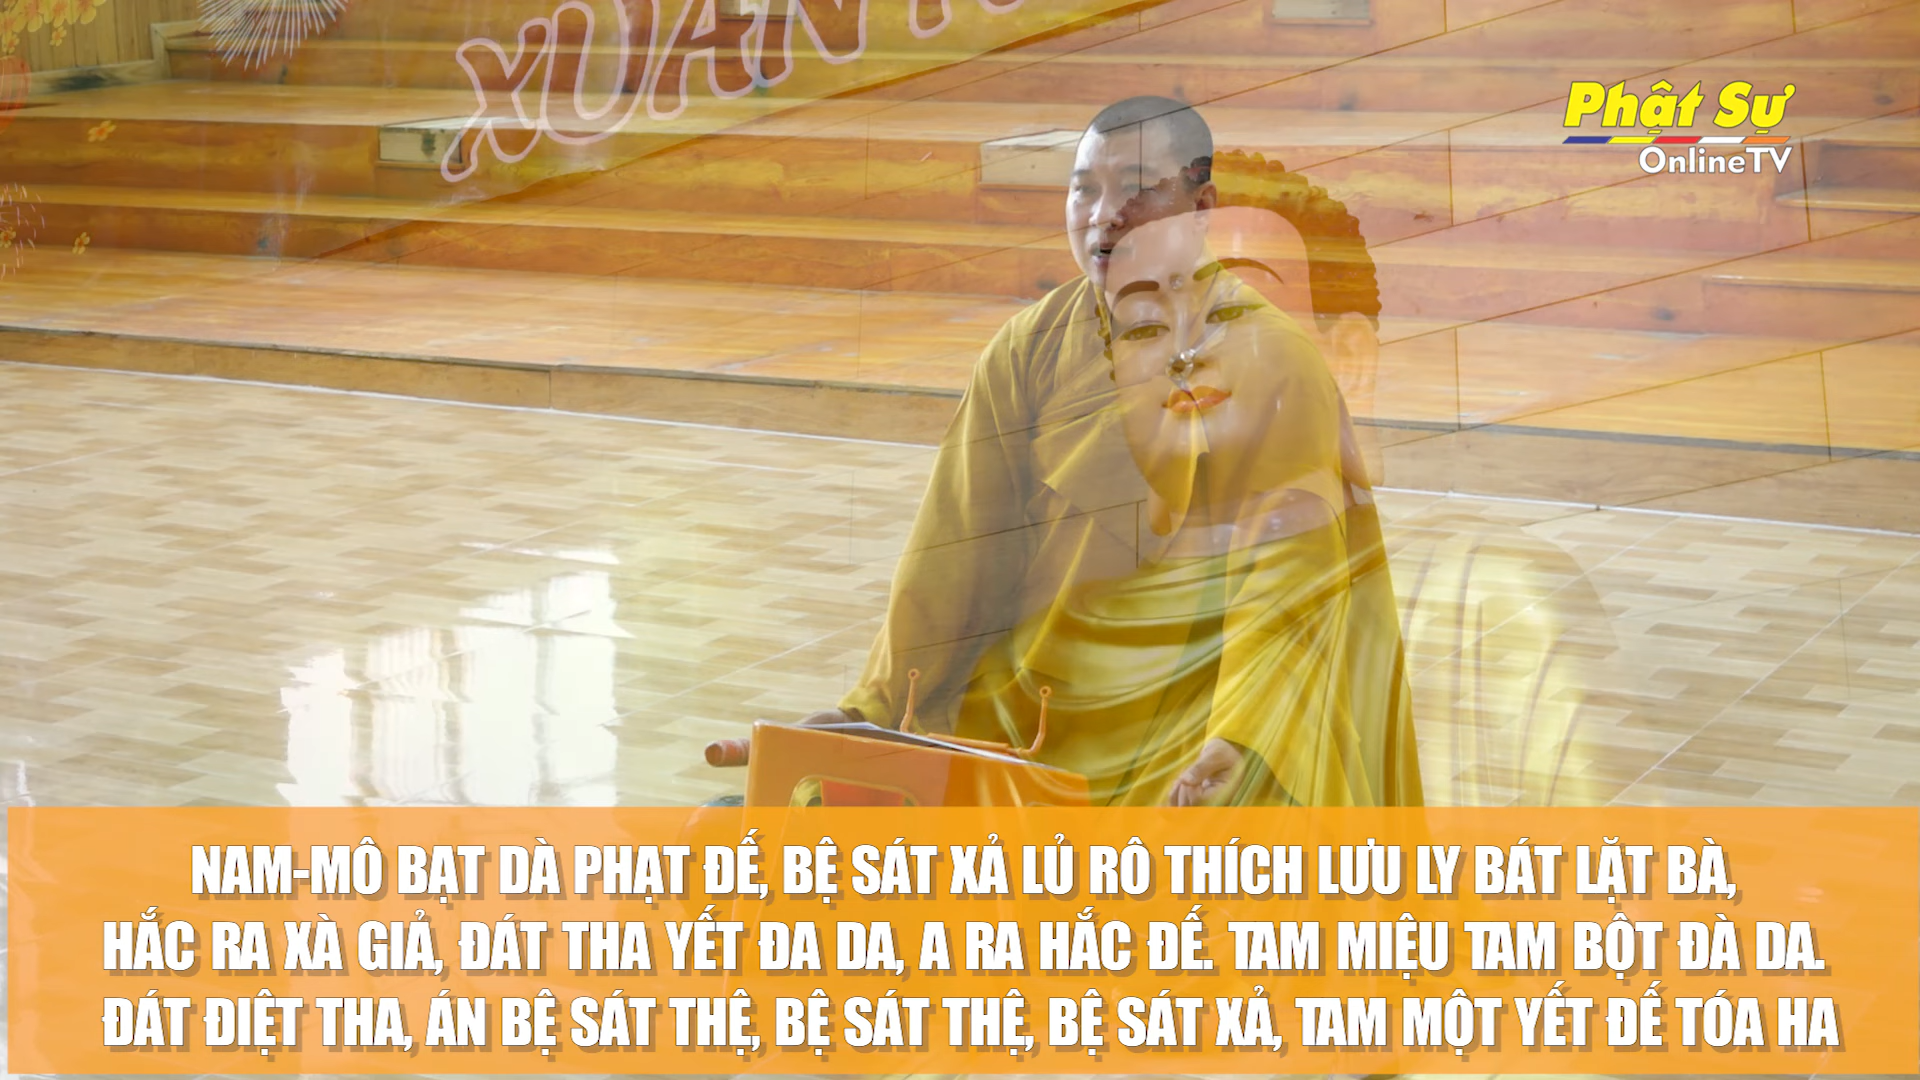 XUÂN
Phật Sự
OnlineTV
NAM-MÔ BẠT DÀ PHẠT ĐẾ, BỆ SÁT XẢ LỦ RÔ THÍCH LƯU LY BÁT LẶT BÀ,
HẮC RA XÀ GIẢ, ĐÁT THA YẾT ĐA DA, A RA HẮC ĐẾ. TAM MIỆU TAM BỘT ĐÀ DA.
ĐÁT ĐIỆT THA, ÁN BỆ SÁT THỆ, BỆ SÁT THỆ, BỆ SÁT XẢ, TAM MỘT YẾT ĐẾ TÓA HA